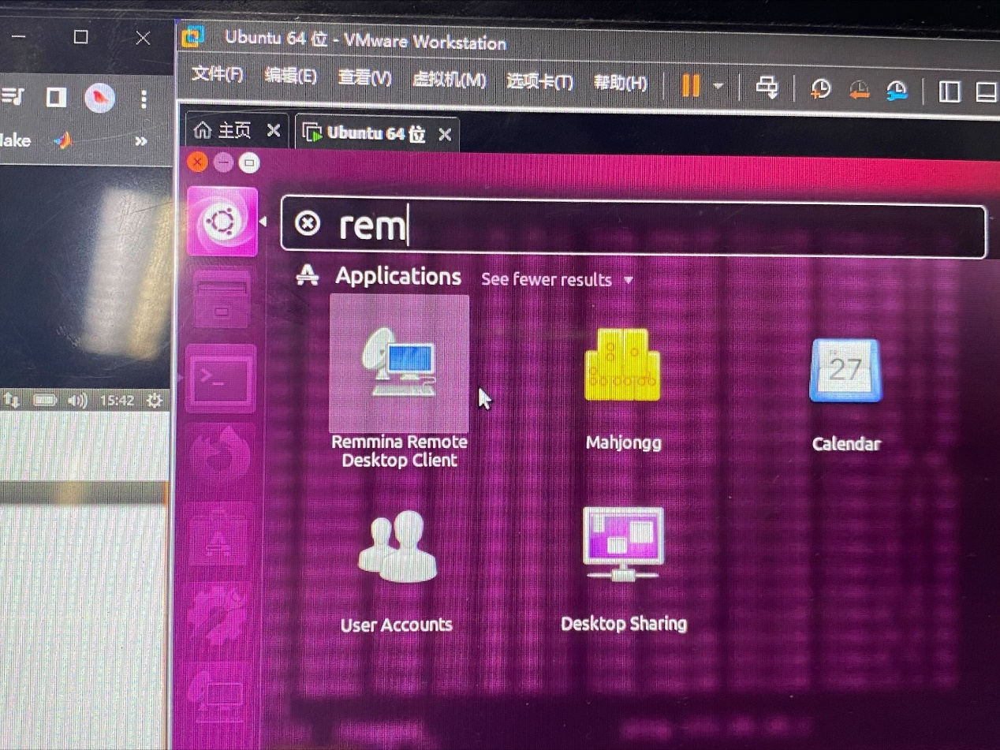 Ubuntu 64 位 - VMware Workstation
文件(F) 编辑(E) 查看(V) 虚拟机(M) 选项卡(T) 帮助(H)
主页 Ubuntu 64 位
»
rem
Applications See fewer results
27
Remmina Remote
Desktop Client
Mahjongg
Calendar
15:42
User Accounts
Desktop Sharing